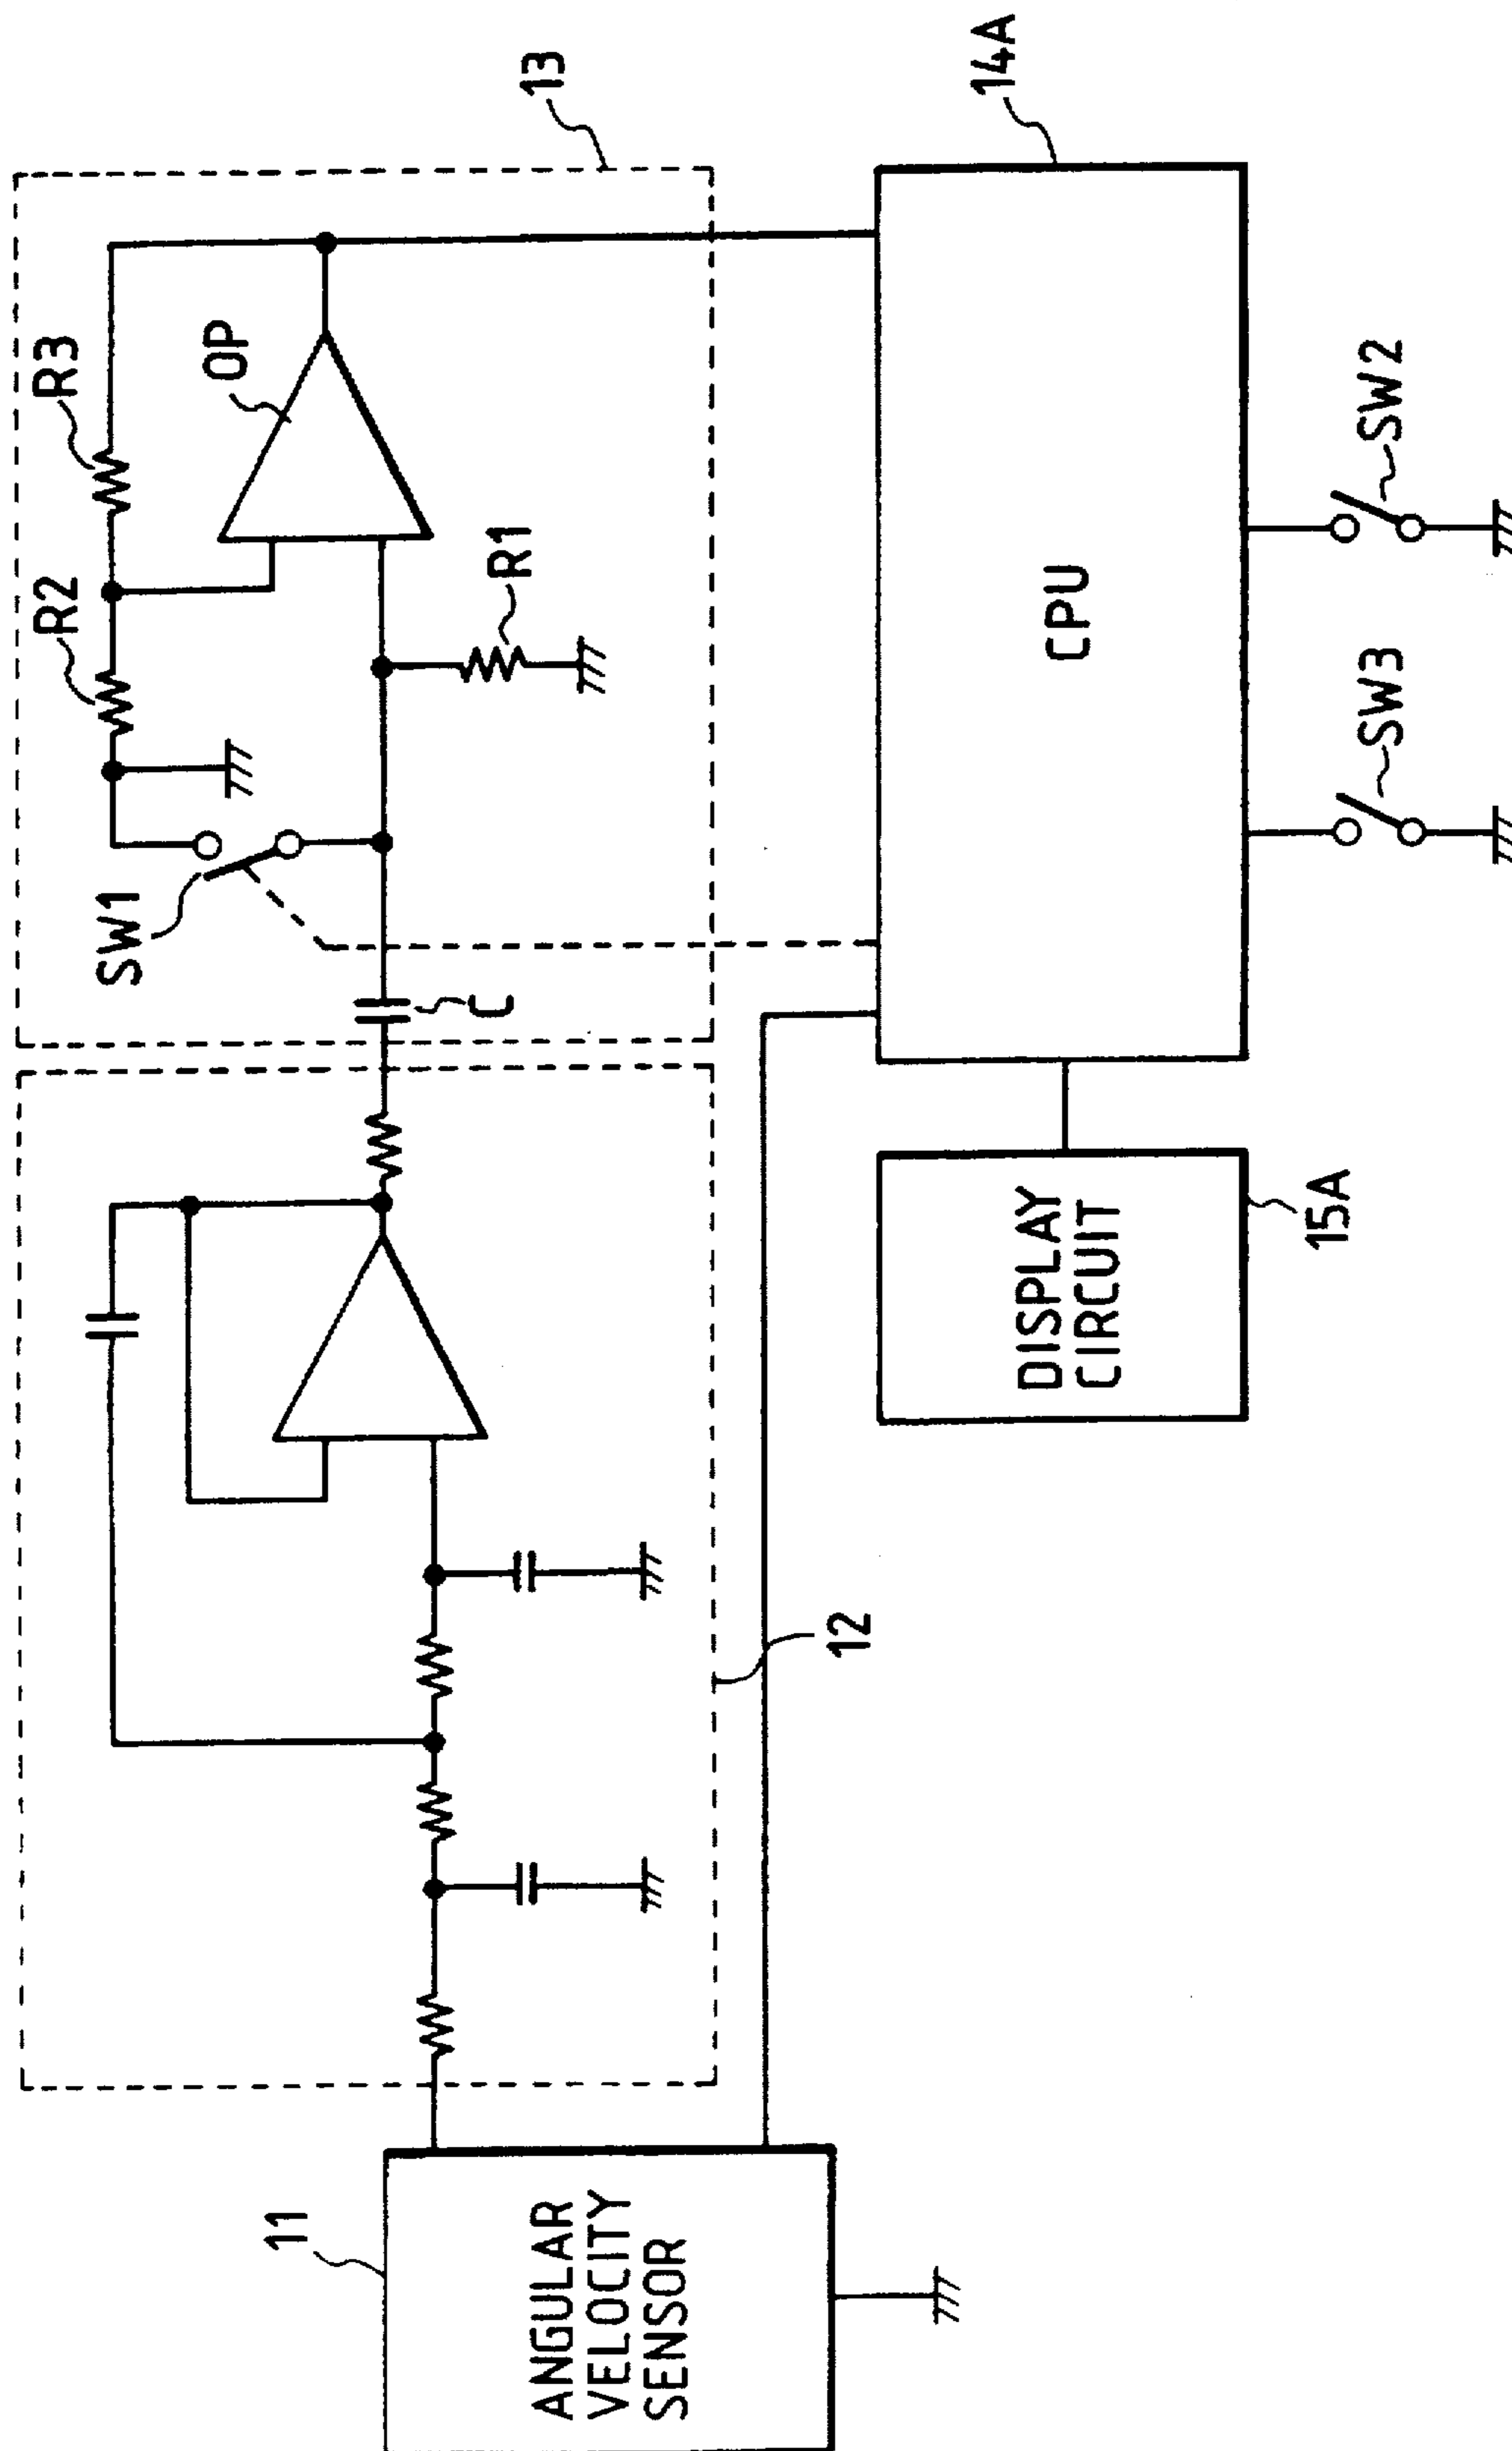 13
R3
OP
R2
R1
SW1
C
12
11
ANGULAR
VELOCITY
SENSOR
14A
CPU
SW2
SW3
DISPLAY
CIRCUIT
15A